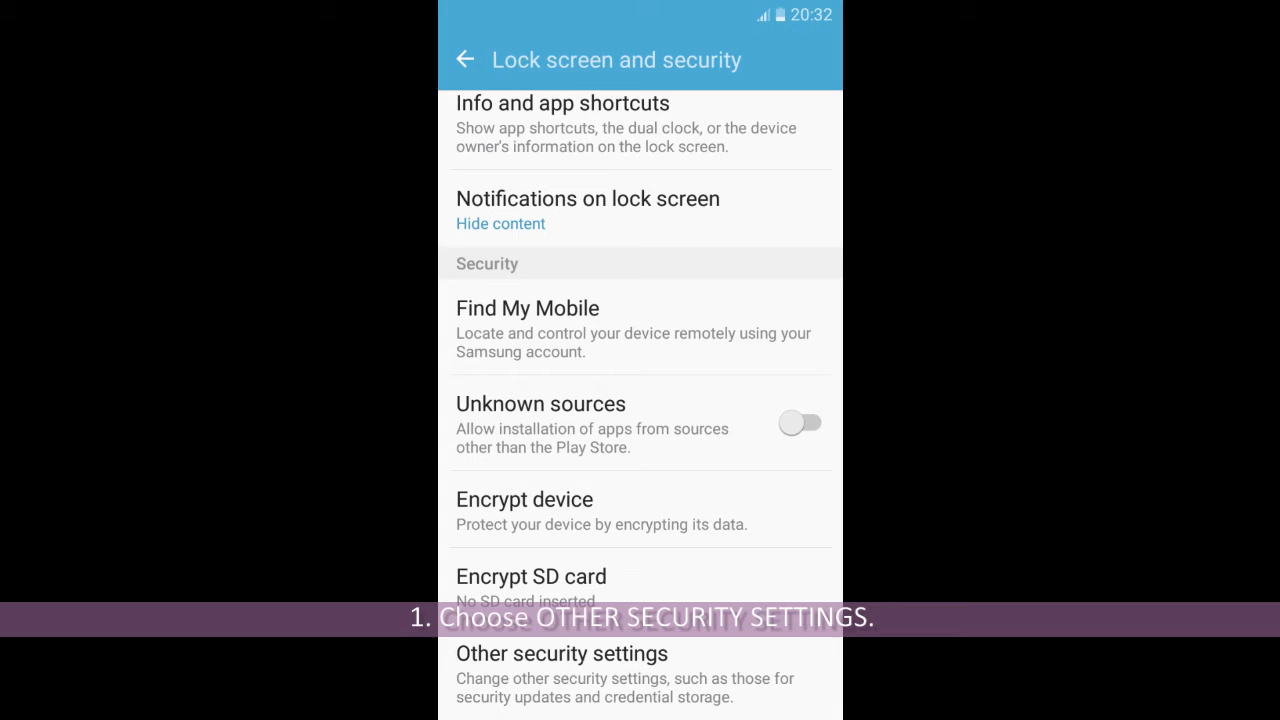 20:32
Lock screen and security
Info and app shortcuts
Show app shortcuts, the dual clock, or the device
owner's information on the lock screen.
Notifications on lock screen
Hide content
Security
Find My Mobile
Locate and control your device remotely using your
Samsung account.
Unknown sources
Allow installation of apps from sources
other than the Play Store.
Encrypt device
Protect your device by encrypting its data.
Encrypt SD card
No SD card inserted
1. Choose OTHER SECURITY SETTINGS.
Other security settings
Change other security settings, such as those for
security updates and credential storage.